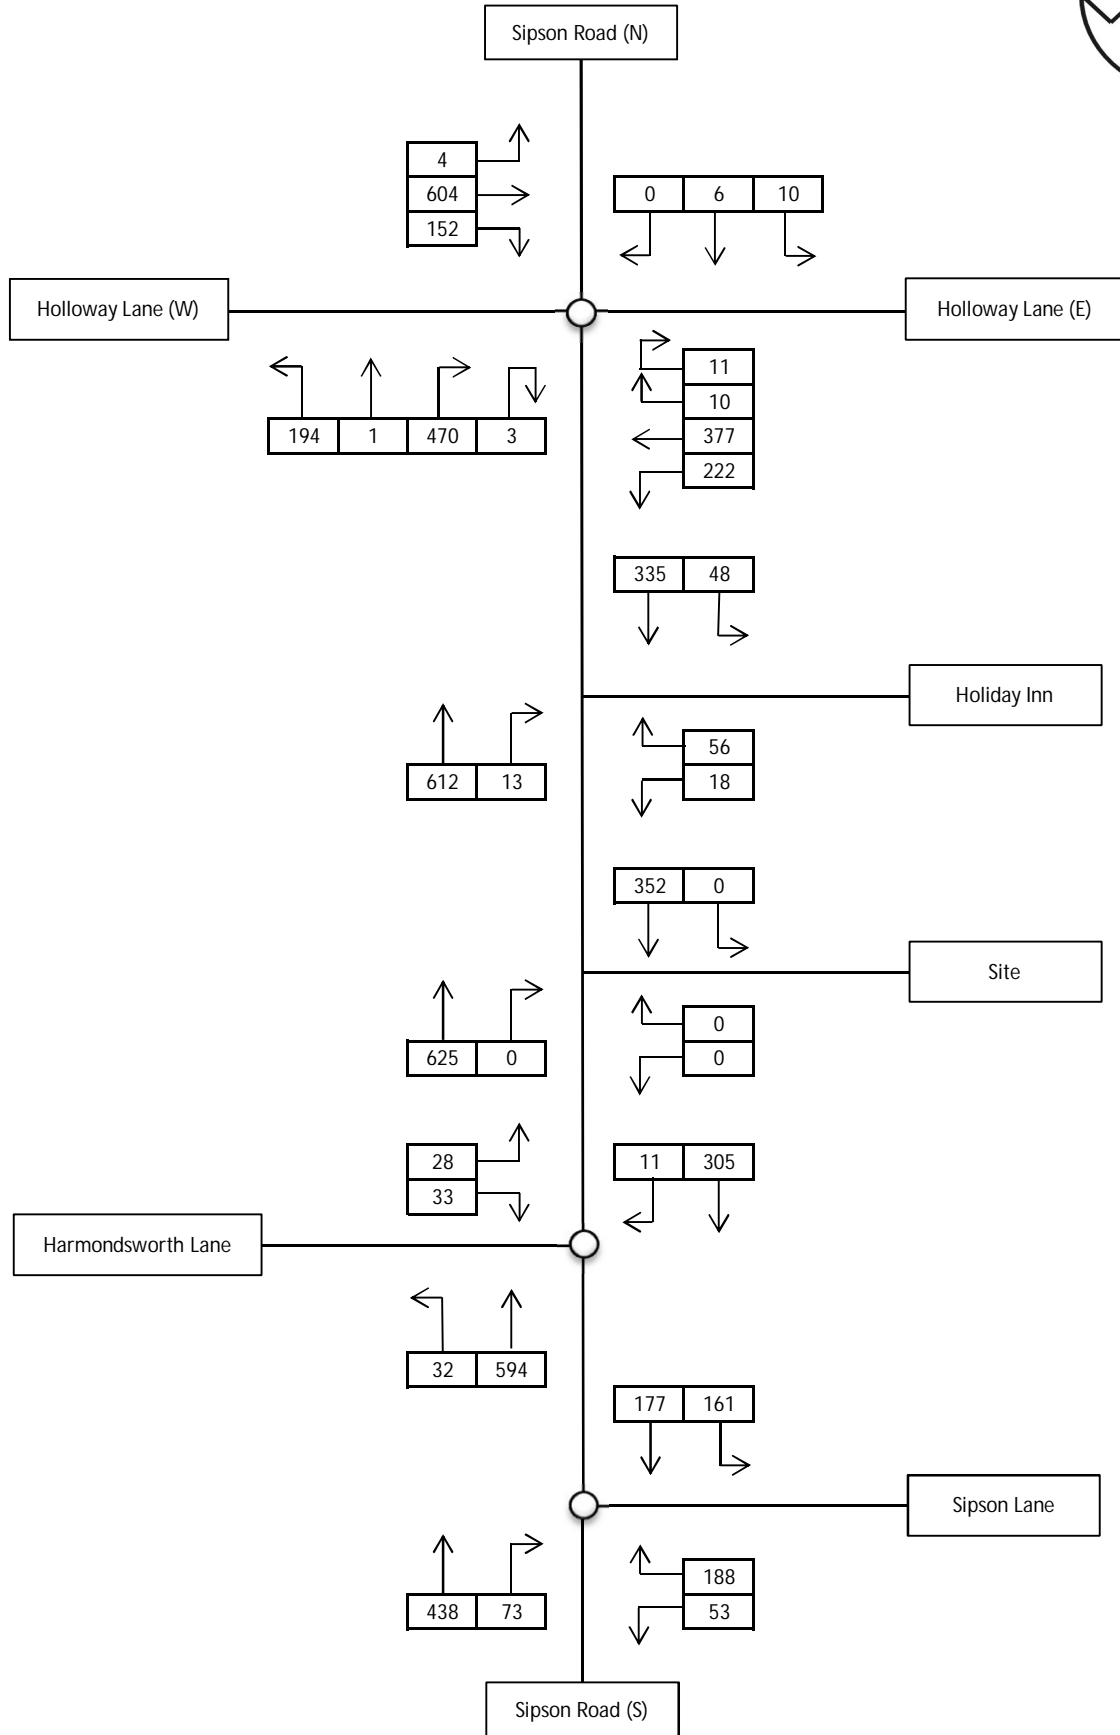 Sipson Road (N)
4
604
152
0 6 10
Holloway Lane (W)
Holloway Lane (E)
194 1 470 3
11
10
377
222
335 48
Holiday Inn
612 13
56
18
352 0
Site
625 0
0
0
28
33
11 305
Harmondsworth Lane
32 594
177 161
Sipson Lane
438 73
188
53
Sipson Road (S)